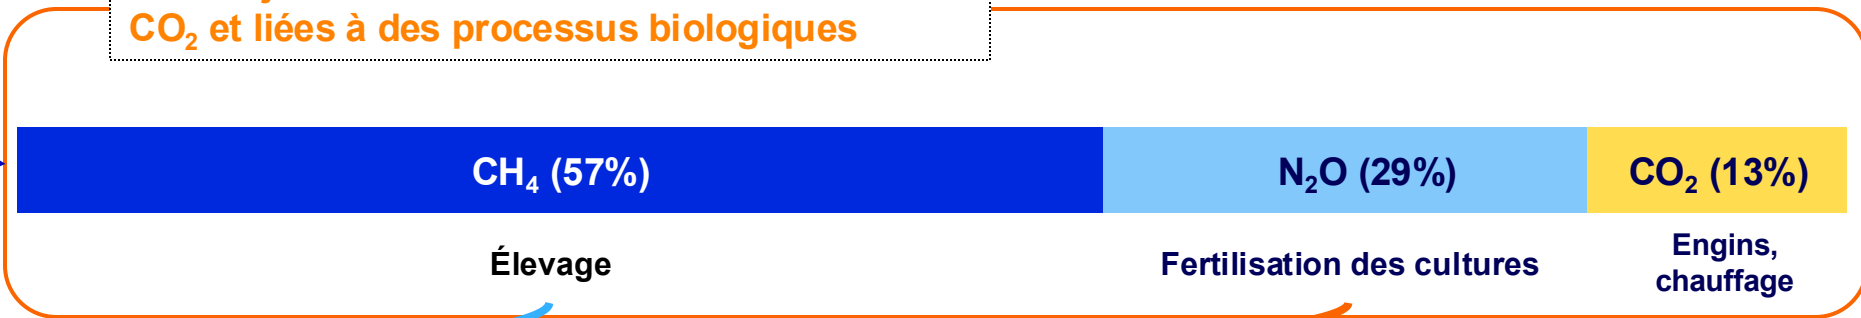 CO₂ et liées à des processus biologiques
CH₄ (57%)
N₂O (29%)
CO₂ (13%)
Élevage
Fertilisation des cultures
Engins,
chauffage